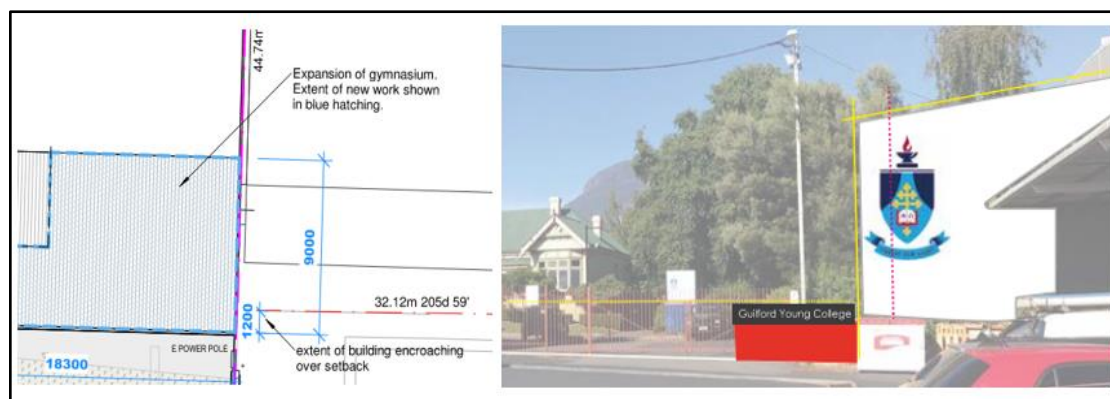 44.74m
Expansion of gymnasium.
Extent of new work shown
in blue hatching.
9000
32.12m 205d 59'
1200
E POWER POLE
extent of building encroaching
over setback
18300
Guilford Young College